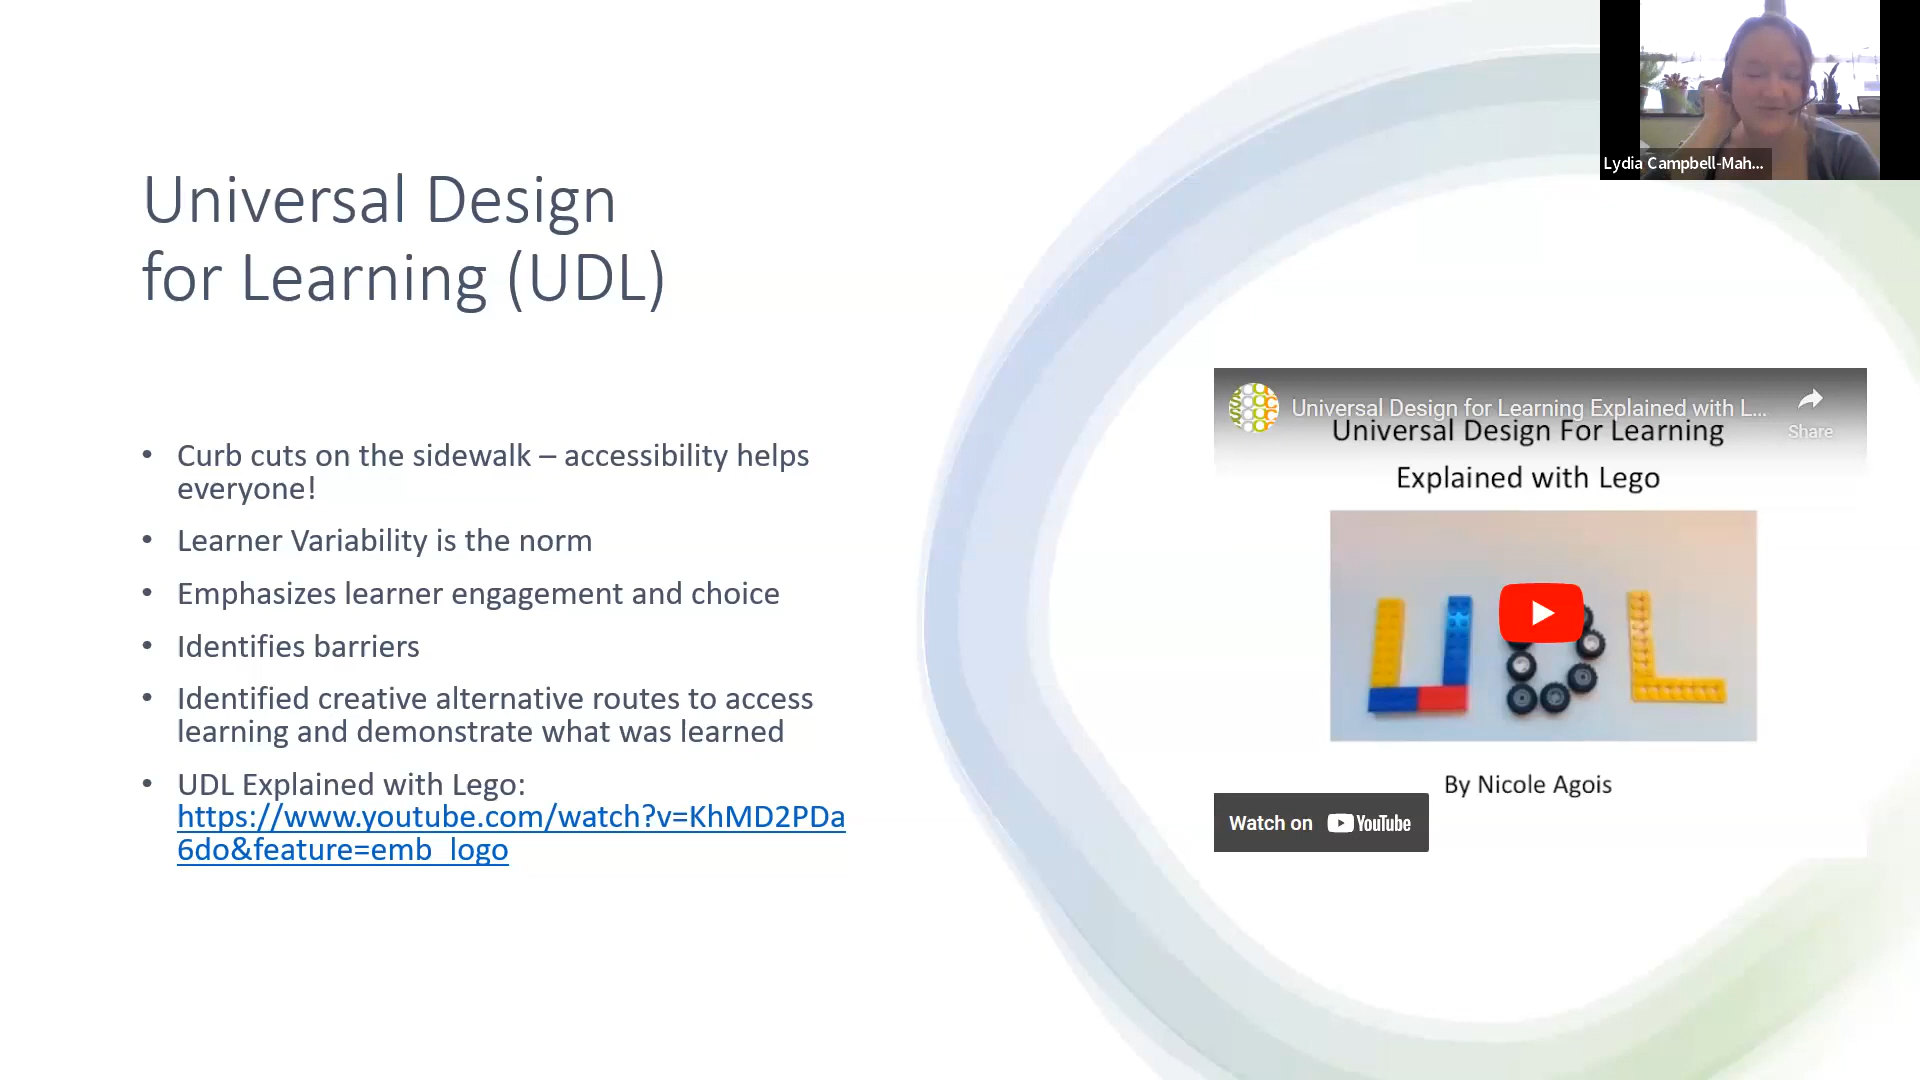 Lydia Campbell-Mah...
Universal Design
for Learning (UDL)
• Curb cuts on the sidewalk – accessibility helps
everyone!
• Learner Variability is the norm
• Emphasizes learner engagement and choice
• Identifies barriers
• Identified creative alternative routes to access
learning and demonstrate what was learned
• UDL Explained with Lego:
https://www.youtube.com/watch?v=KhMD2PDa
6do&feature=emb_logo
Universal Design for Learning Explained with L...
Share
Universal Design For Learning
Explained with Lego
UDL
By Nicole Agois
Watch on YouTube